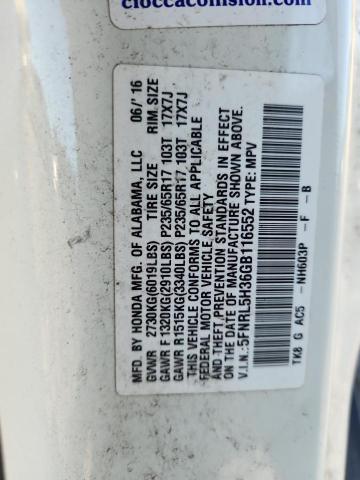 cioccacollision.com
MFD. BY HONDA MFG. OF ALABAMA, LLC 06/'16
GVWR 2730KG(6019LBS) TIRE SIZE RIM SIZE
GAWR F 1320KG(2910LBS) P235/65R17 103T 17X7J
GAWR R1515KG(3340LBS) P235/65R17 103T 17X7J
THIS VEHICLE CONFORMS TO ALL APPLICABLE
FEDERAL MOTOR VEHICLE SAFETY
AND THEFT PREVENTION STANDARDS IN EFFECT
ON THE DATE OF MANUFACTURE SHOWN ABOVE.
V.I.N.:5FNRL5H36GB116552 TYPE: MPV
TK8 G AC5 -NH603P -F -B